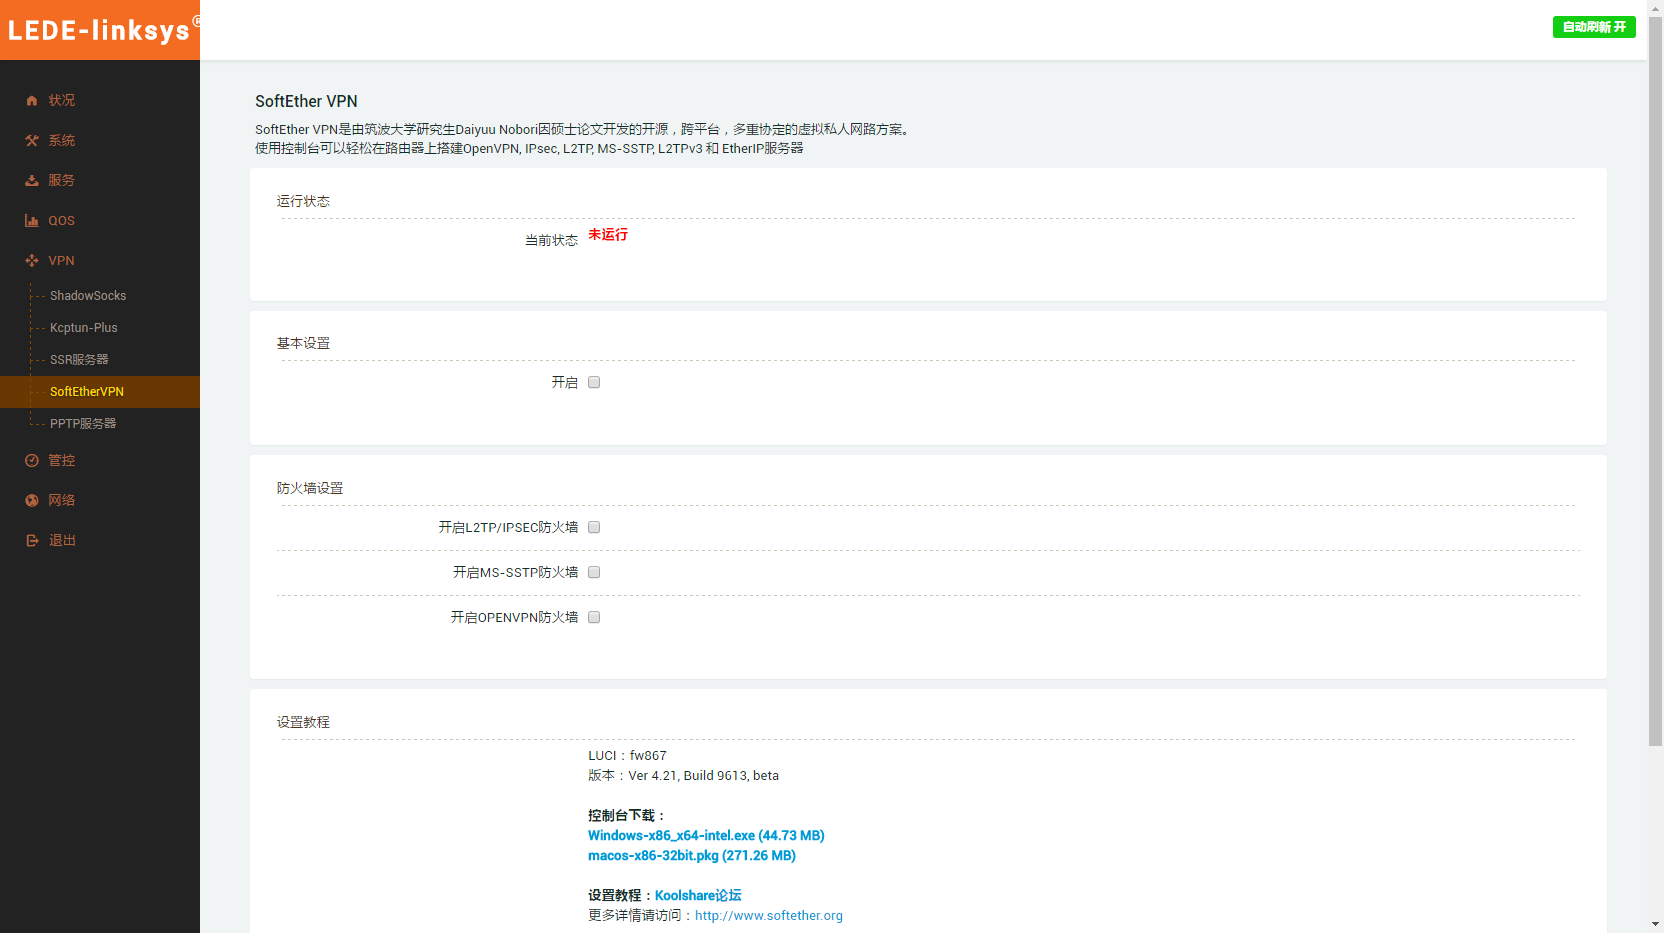 LEDE-linksys®
自动刷新 开
状况
系统
服务
QOS
VPN
ShadowSocks
Kcptun-Plus
SSR服务器
SoftEtherVPN
PPTP服务器
管控
网络
退出
SoftEther VPN
SoftEther VPN是由筑波大学研究生Daiyuu Nobori因硕士论文开发的开源，跨平台，多重协定的虚拟私人网路方案。
使用控制台可以轻松在路由器上搭建OpenVPN, IPsec, L2TP, MS-SSTP, L2TPv3 和 EtherIP服务器
运行状态
当前状态 未运行
基本设置
开启
防火墙设置
开启L2TP/IPSEC防火墙
开启MS-SSTP防火墙
开启OPENVPN防火墙
设置教程
LUCI：fw867
版本：Ver 4.21, Build 9613, beta
控制台下载：
Windows-x86_x64-intel.exe (44.73 MB)
macos-x86-32bit.pkg (271.26 MB)
设置教程：Koolshare论坛
更多详情请访问：http://www.softether.org